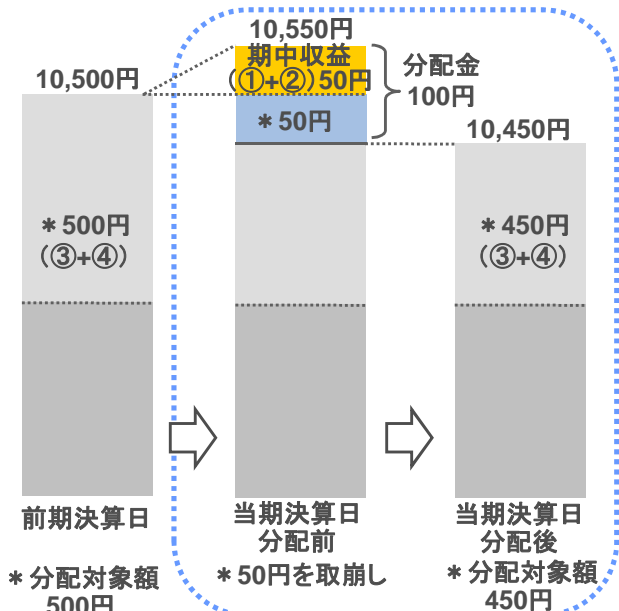 10,550円
期中収益
(①+②)50円
分配金
100円
10,500円
*50円
10,450円
*500円
(③+④)
*450円
(③+④)
前期決算日
当期決算日
分配前
当期決算日
分配後
*分配対象額
500円
*50円を取崩し
*分配対象額
450円